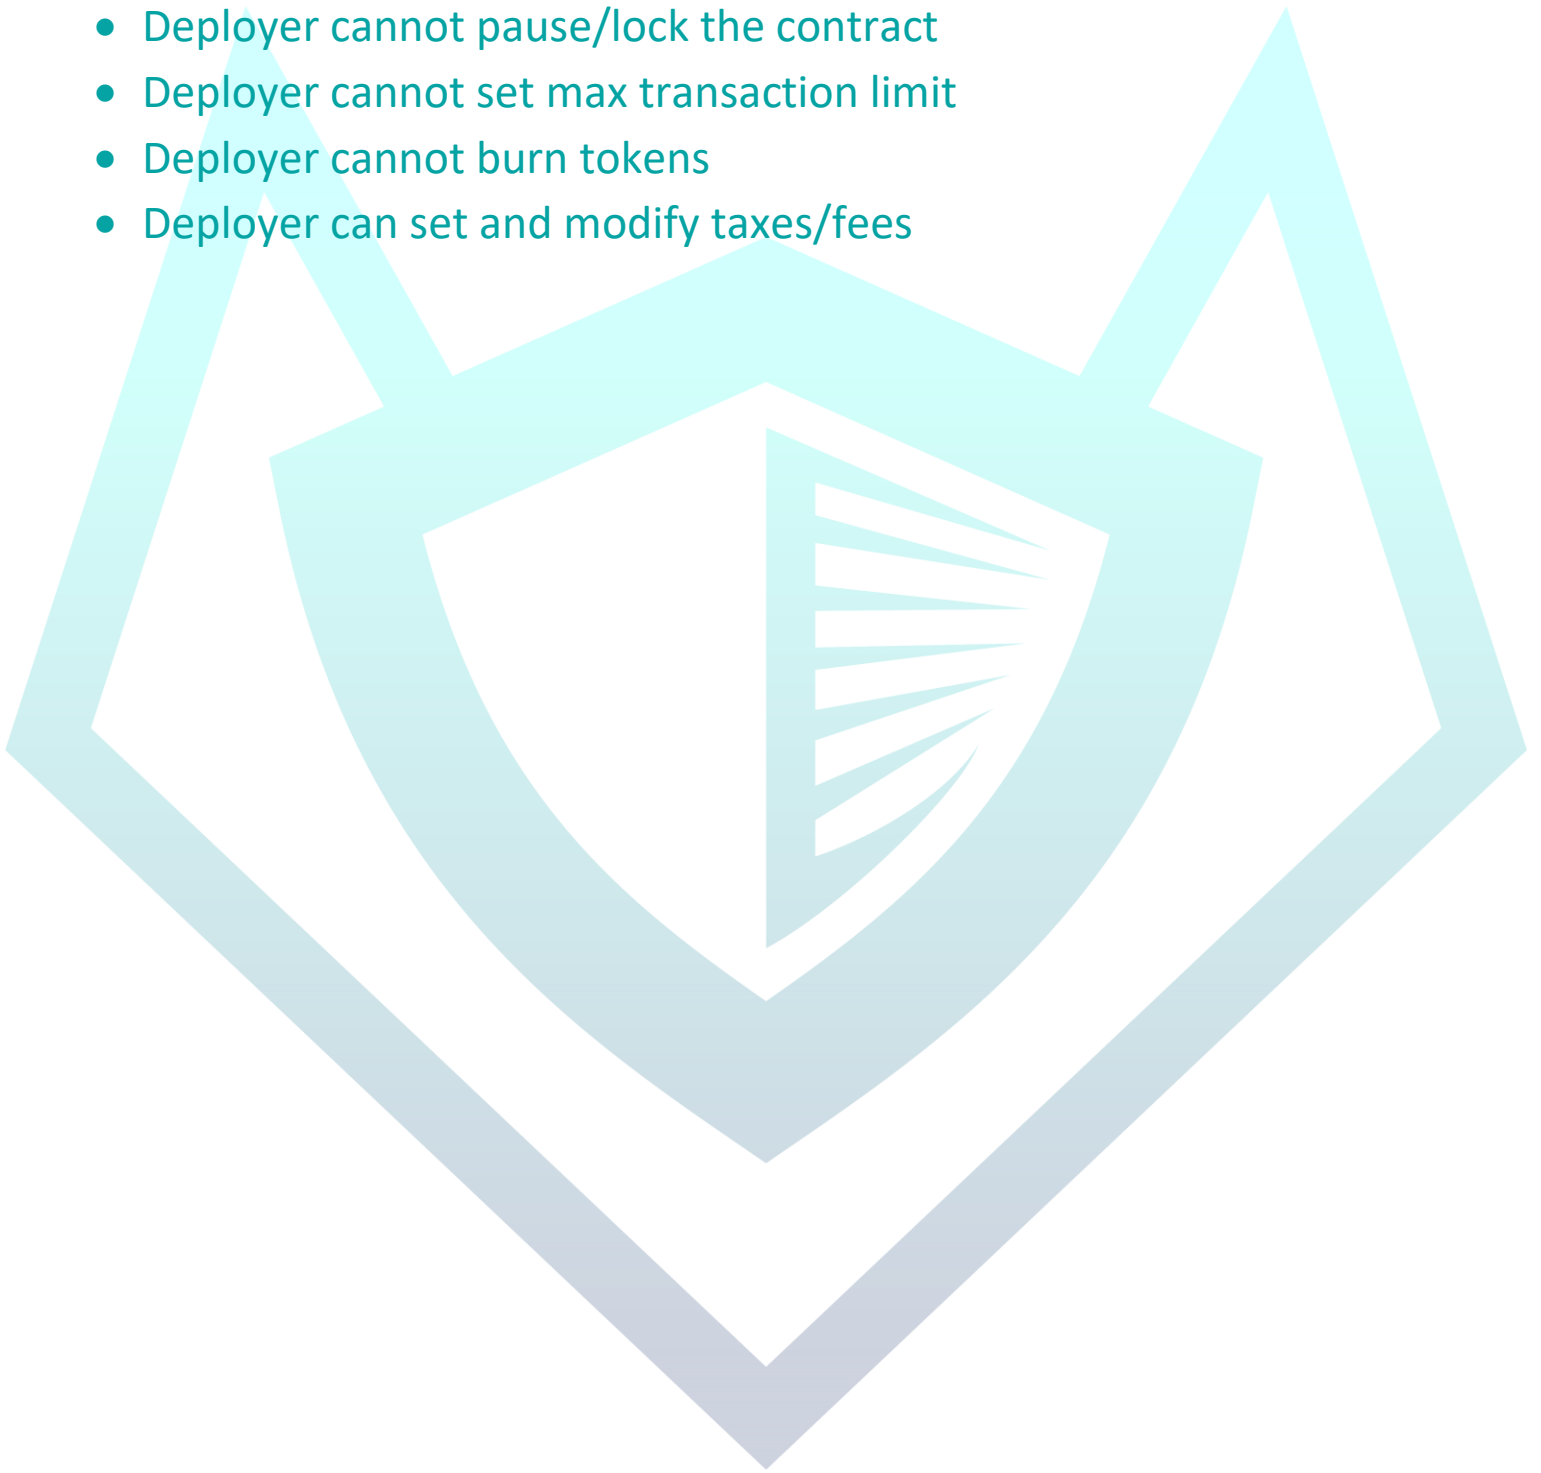 • Deployer cannot pause/lock the contract
• Deployer cannot set max transaction limit
• Deployer cannot burn tokens
• Deployer can set and modify taxes/fees